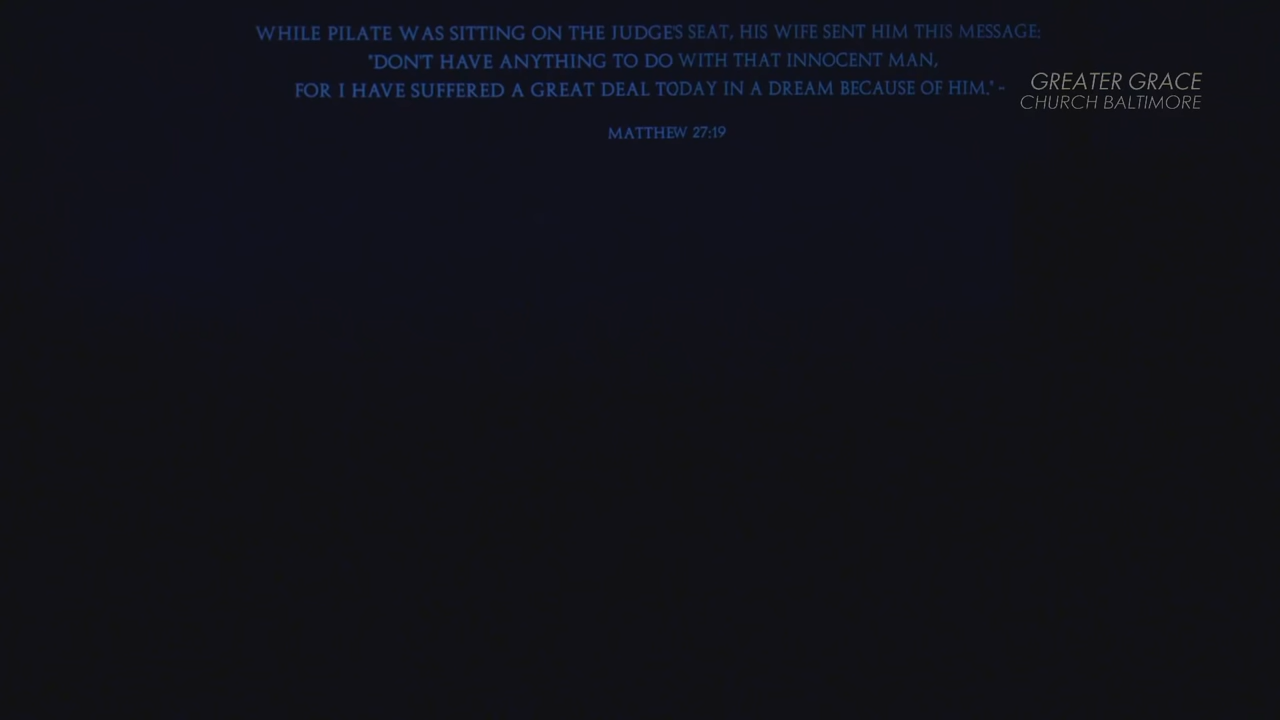 WHILE PILATE WAS SITTING ON THE JUDGE'S SEAT, HIS WIFE SENT HIM THIS MESSAGE:
"DON'T HAVE ANYTHING TO DO WITH THAT INNOCENT MAN,
FOR I HAVE SUFFERED A GREAT DEAL TODAY IN A DREAM BECAUSE OF HIM." -
MATTHEW 27:19
GREATER GRACE
CHURCH BALTIMORE